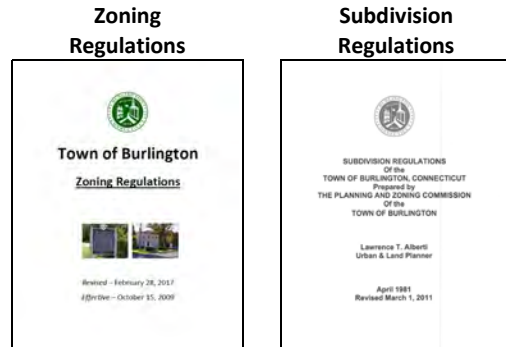 Zoning
Regulations
Subdivision
Regulations
Town of Burlington
Zoning Regulations
Revised – February 28, 2017
Effective – October 15, 2009
SUBDIVISION REGULATIONS
Of the
TOWN OF BURLINGTON, CONNECTICUT
Prepared by
THE PLANNING AND ZONING COMMISSION
Of the
TOWN OF BURLINGTON
Lawrence T. Alberti
Urban & Land Planner
April 1981
Revised March 1, 2011